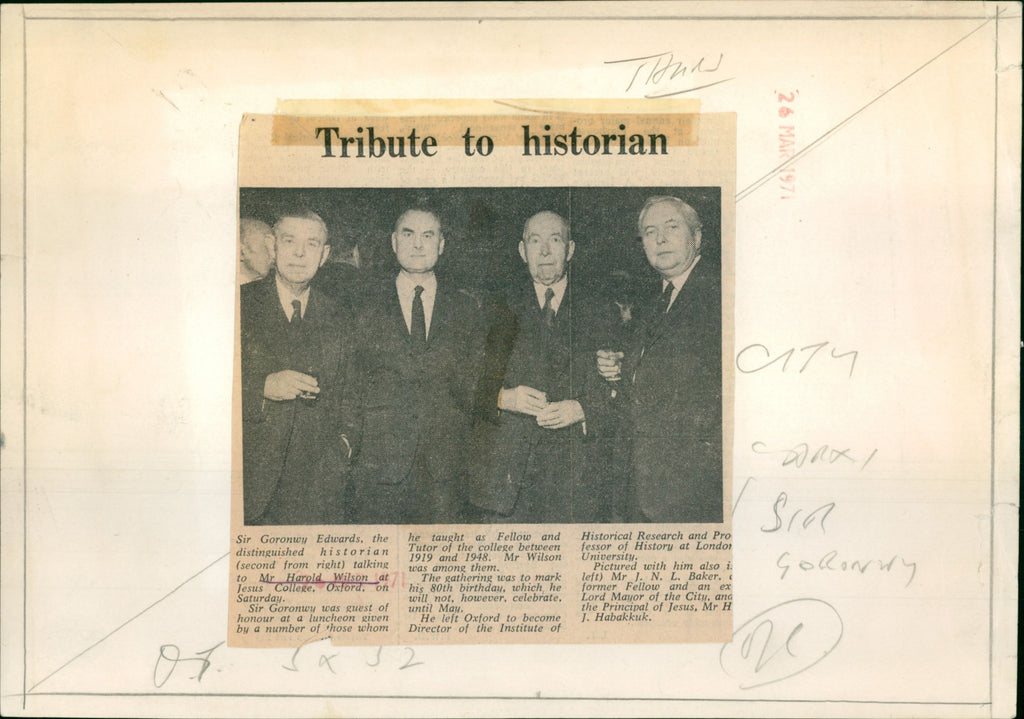 THURS
26 MAR 1971
Tribute to historian
Sir Goronwy Edwards, the
distinguished historian
(second from right) talking
to Mr Harold Wilson at
Jesus College, Oxford, on
Saturday.
Sir Goronwy was guest of
honour at a luncheon given
by a number of those whom
he taught as Fellow and
Tutor of the college between
1919 and 1948. Mr Wilson
was among them.
The gathering was to mark
his 80th birthday, which he
will not, however, celebrate,
until May.
He left Oxford to become
Director of the Institute of
Historical Research and Pro
fessor of History at London
University.
Pictured with him also i
left) Mr J. N. L. Baker,
former Fellow and an ex
Lord Mayor of the City, and
the Principal of Jesus, Mr H
J. Habakkuk.
CITY
SIR
GORONWY